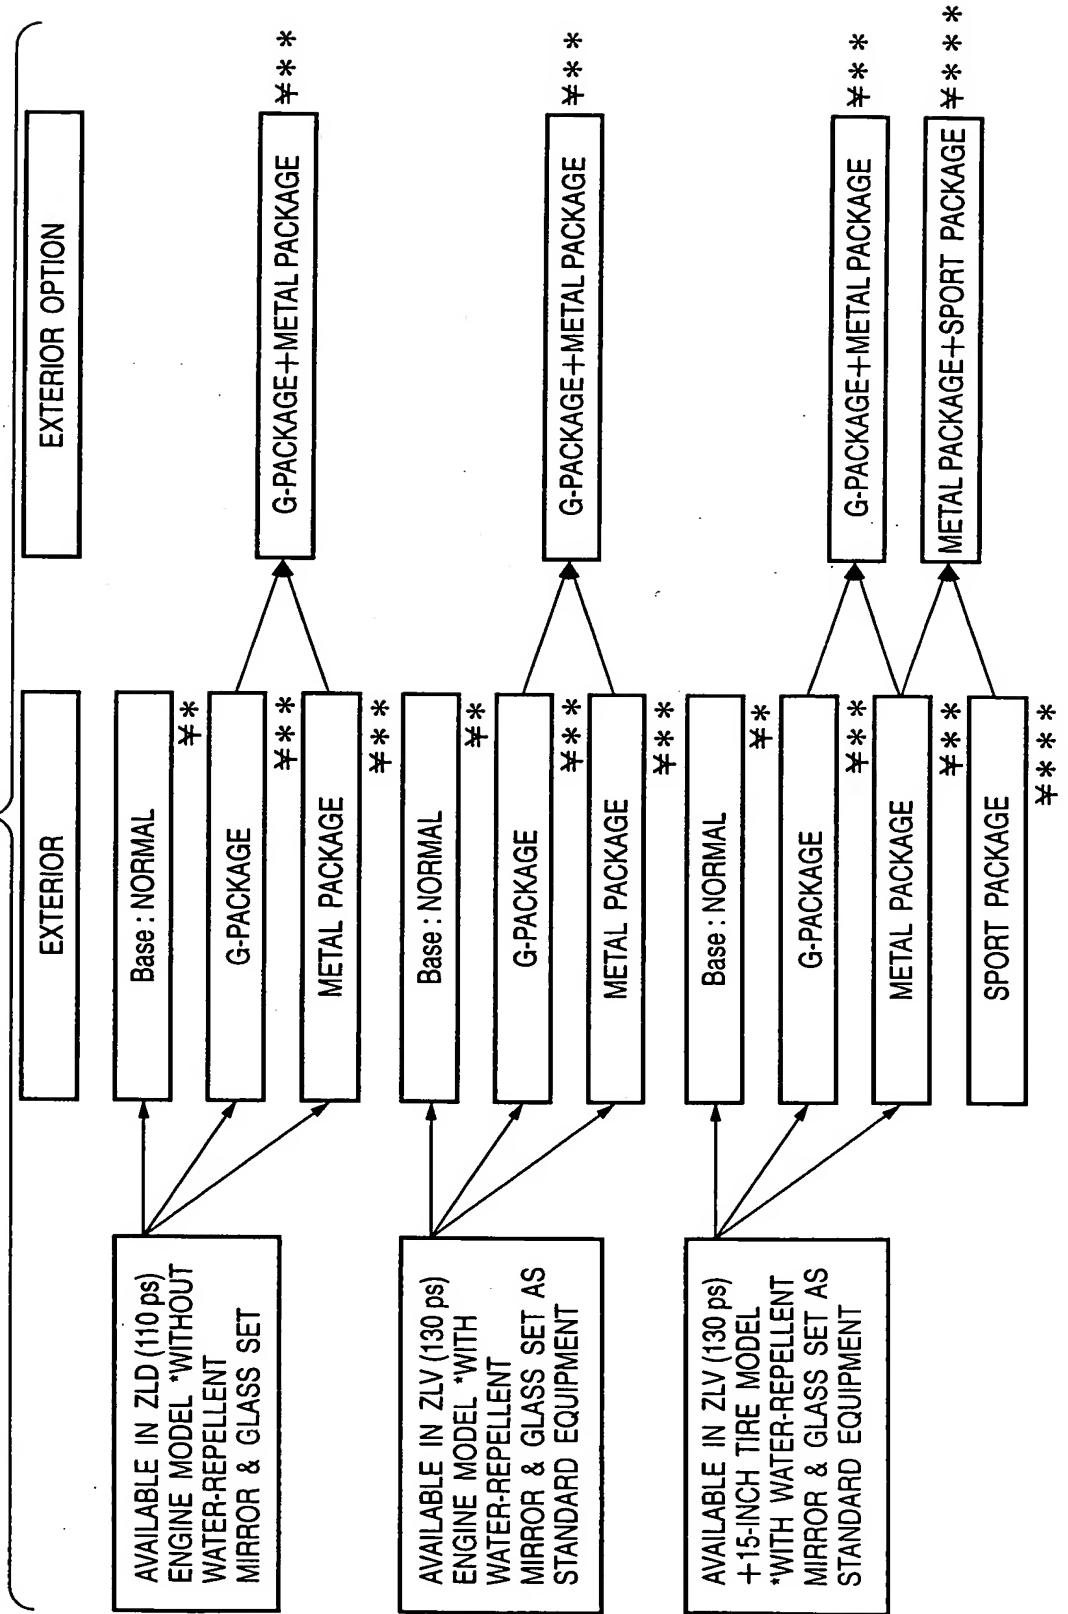 EXTERIOR
EXTERIOR OPTION
AVAILABLE IN ZLD (110 ps)
ENGINE MODEL *WITHOUT
WATER-REPELLENT
MIRROR & GLASS SET
Base : NORMAL
¥**
G-PACKAGE
¥***
METAL PACKAGE
¥***
G-PACKAGE+METAL PACKAGE
¥***
AVAILABLE IN ZLV (130 ps)
ENGINE MODEL *WITH
WATER-REPELLENT
MIRROR & GLASS SET AS
STANDARD EQUIPMENT
Base : NORMAL
¥**
G-PACKAGE
¥***
METAL PACKAGE
¥***
G-PACKAGE+METAL PACKAGE
¥***
AVAILABLE IN ZLV (130 ps)
+15-INCH TIRE MODEL
*WITH WATER-REPELLENT
MIRROR & GLASS SET AS
STANDARD EQUIPMENT
Base : NORMAL
¥**
G-PACKAGE
¥***
METAL PACKAGE
¥***
SPORT PACKAGE
¥****
G-PACKAGE+METAL PACKAGE
¥***
METAL PACKAGE+SPORT PACKAGE
¥****